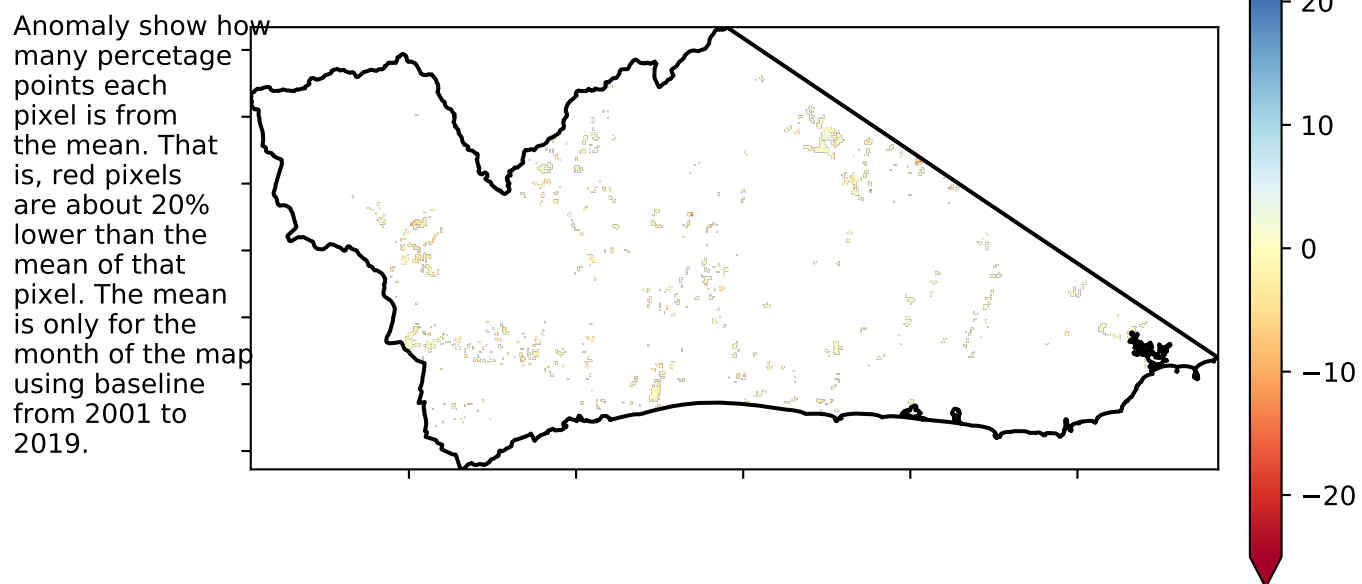 Anomaly show how
many percetage
points each
pixel is from
the mean. That
is, red pixels
are about 20%
lower than the
mean of that
pixel. The mean
is only for the
month of the map
using baseline
from 2001 to
2019.
20
10
0
−10
−20